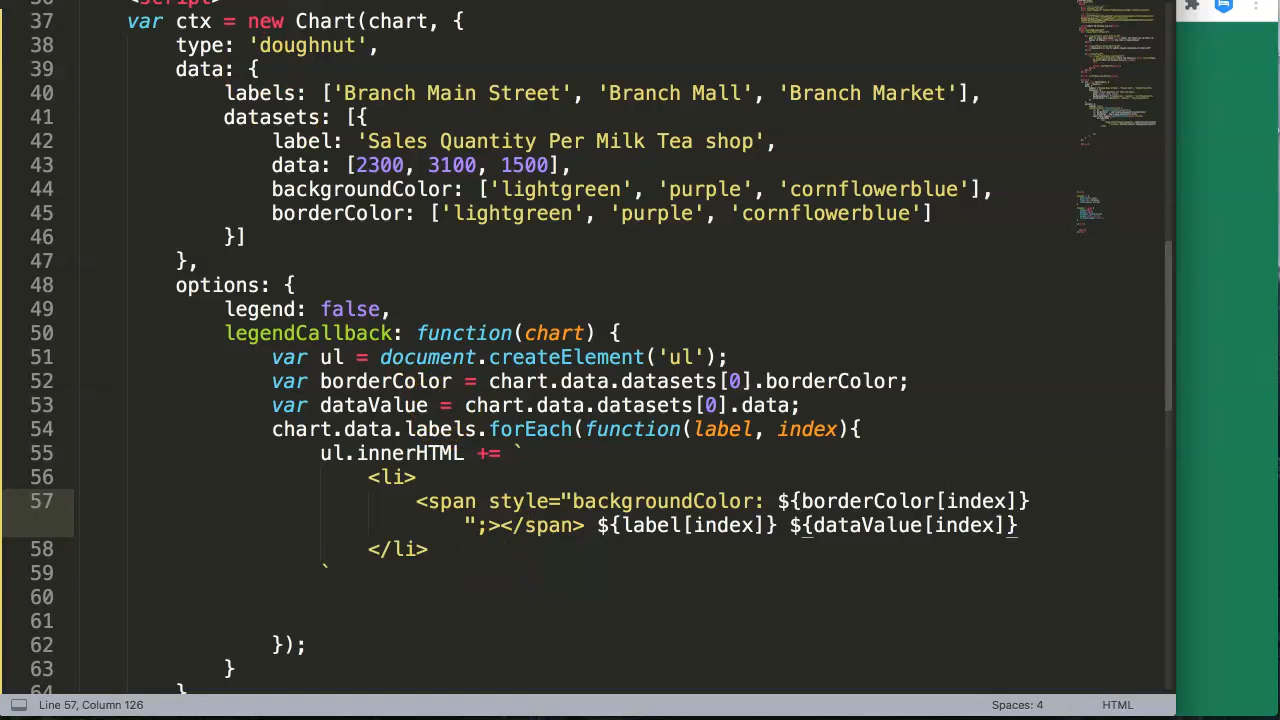 36 <script>
37 var ctx = new Chart(chart, {
38 type: 'doughnut',
39 data: {
40 labels: ['Branch Main Street', 'Branch Mall', 'Branch Market'],
41 datasets: [{
42 label: 'Sales Quantity Per Milk Tea shop',
43 data: [2300, 3100, 1500],
44 backgroundColor: ['lightgreen', 'purple', 'cornflowerblue'],
45 borderColor: ['lightgreen', 'purple', 'cornflowerblue']
46 }]
47 },
48 options: {
49 legend: false,
50 legendCallback: function(chart) {
51 var ul = document.createElement('ul');
52 var borderColor = chart.data.datasets[0].borderColor;
53 var dataValue = chart.data.datasets[0].data;
54 chart.data.labels.forEach(function(label, index){
55 ul.innerHTML += `
56 <li>
57 <span style="backgroundColor: ${borderColor[index]}
";></span> ${label[index]} ${dataValue[index]}
58 </li>
59 `
60
61
62 });
63 }
64 }
Line 57, Column 126 Spaces: 4 HTML